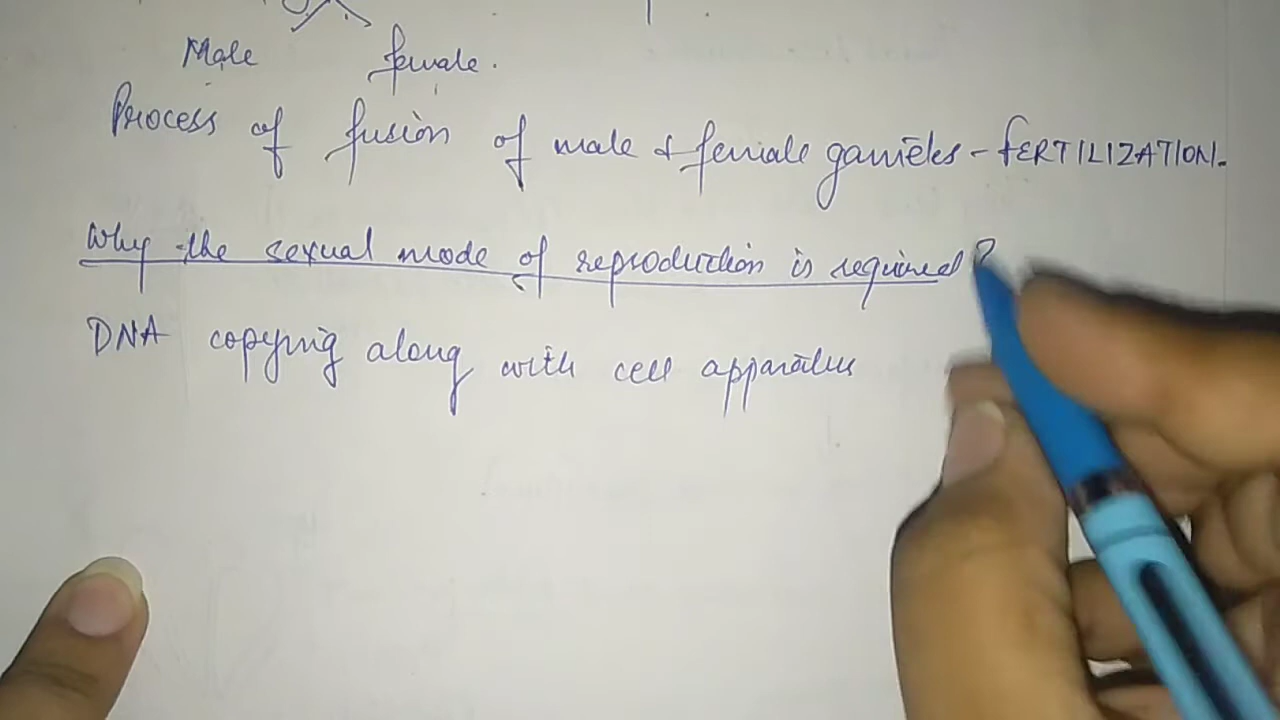 Male female.
Process of fusion of male & female gametes - FERTILIZATION.
Why the sexual mode of reproduction is required?
DNA copying along with cell apparatus